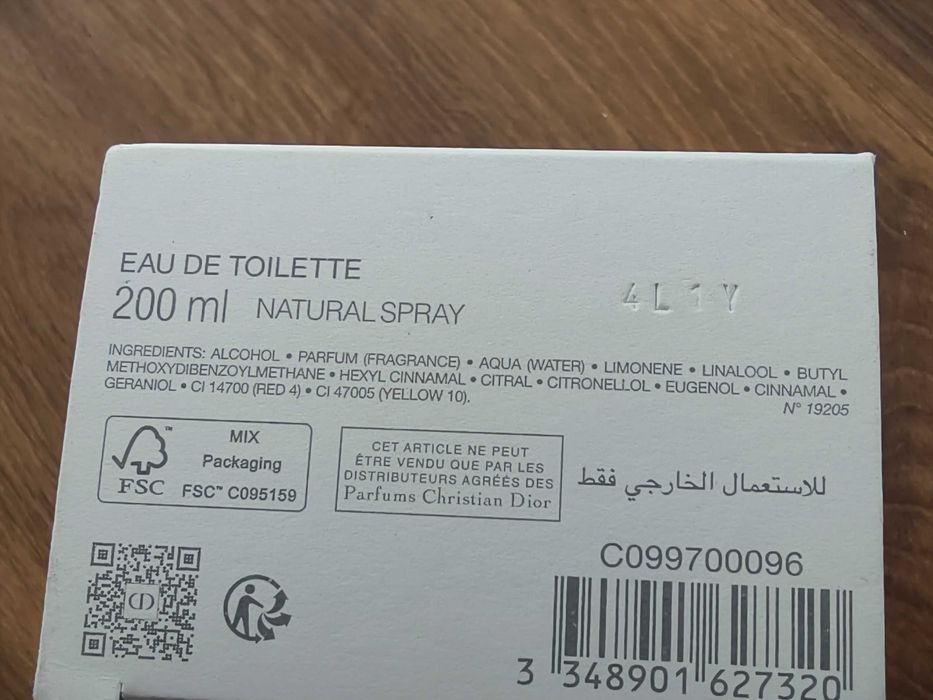 EAU DE TOILETTE
200 ml NATURAL SPRAY
4L1Y
INGREDIENTS: ALCOHOL • PARFUM (FRAGRANCE) • AQUA (WATER) • LIMONENE • LINALOOL • BUTYL
METHOXYDIBENZOYLMETHANE • HEXYL CINNAMAL • CITRAL • CITRONELLOL • EUGENOL • CINNAMAL •
GERANIOL • CI 14700 (RED 4) • CI 47005 (YELLOW 10).
N° 19205
FSC™
MIX
Packaging
FSC™ C095159
CET ARTICLE NE PEUT
ÊTRE VENDU QUE PAR LES
DISTRIBUTEURS AGRÉÉS DES
Parfums Christian Dior
للاستعمال الخارجي فقط
CD
C099700096
3 348901 627320